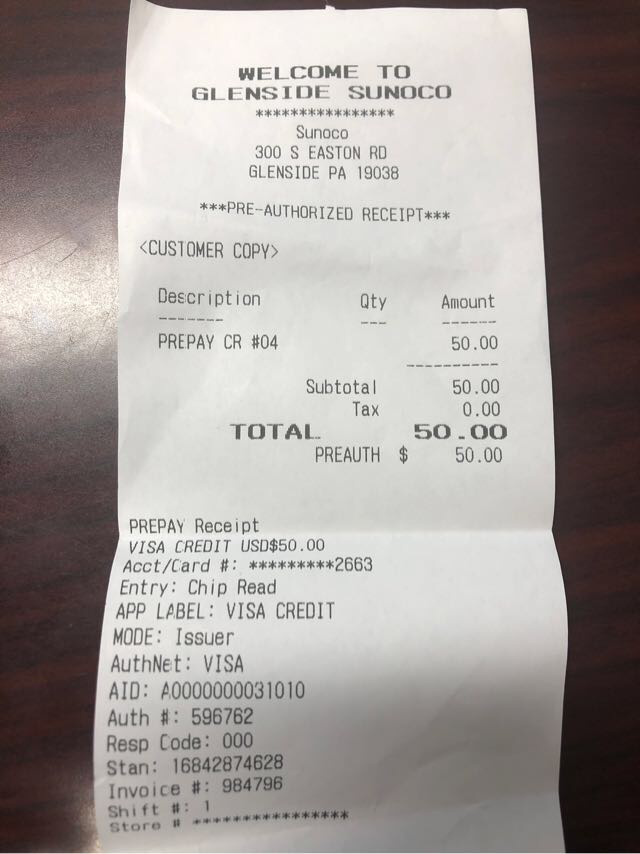 WELCOME TO
GLENSIDE SUNOCO
****************
Sunoco
300 S EASTON RD
GLENSIDE PA 19038
***PRE-AUTHORIZED RECEIPT***
<CUSTOMER COPY>
Description Qty Amount
------- --- ------
PREPAY CR #04 50.00
----------
Subtotal 50.00
Tax 0.00
TOTAL 50.00
PREAUTH $ 50.00
PREPAY Receipt
VISA CREDIT USD$50.00
Acct/Card #: *********2663
Entry: Chip Read
APP LABEL: VISA CREDIT
MODE: Issuer
AuthNet: VISA
AID: A0000000031010
Auth #: 596762
Resp Code: 000
Stan: 16842874628
Invoice #: 984796
Shift #: 1
Store # *****************